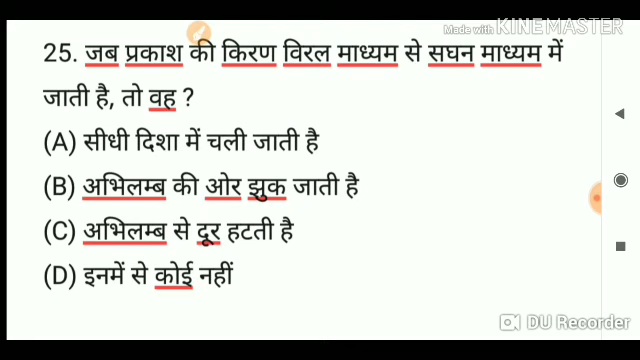 Made with KINEMASTER
25. जब प्रकाश की किरण विरल माध्यम से सघन माध्यम में
जाती है, तो वह ?
(A) सीधी दिशा में चली जाती है
(B) अभिलम्ब की ओर झुक जाती है
(C) अभिलम्ब से दूर हटती है
(D) इनमें से कोई नहीं
DU Recorder